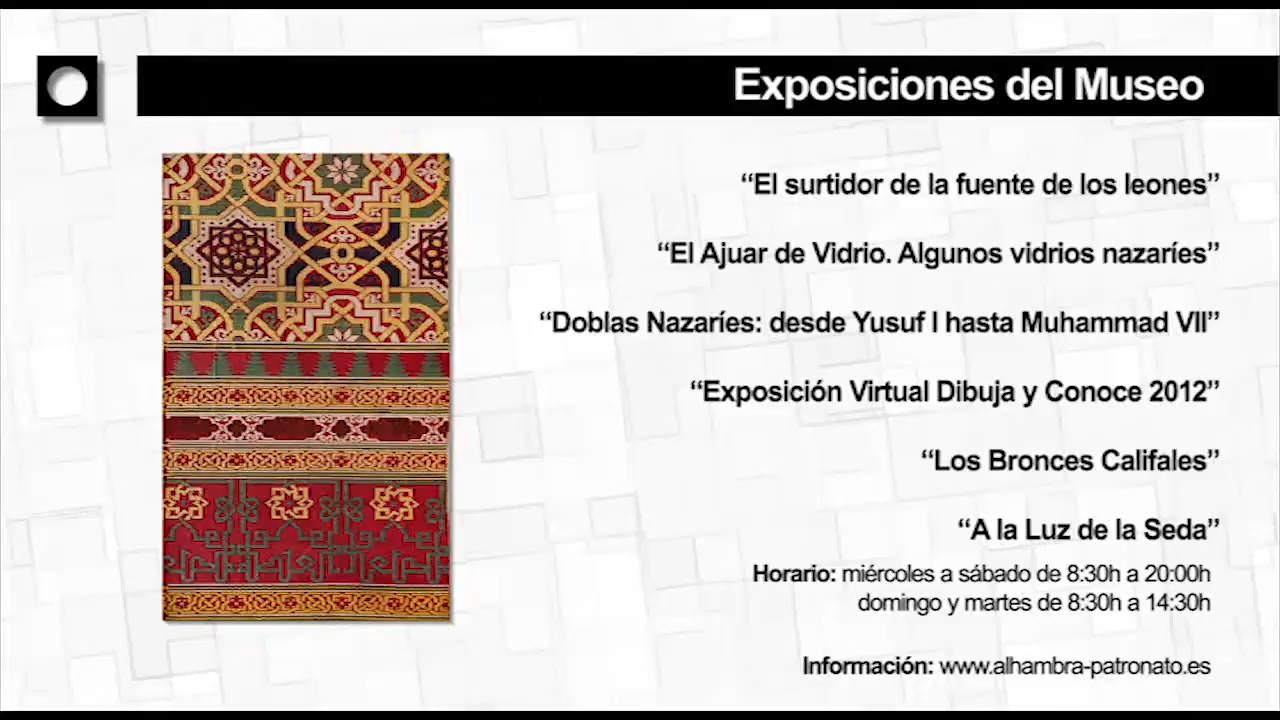 Exposiciones del Museo
“El surtidor de la fuente de los leones”
“El Ajuar de Vidrio. Algunos vidrios nazaríes”
“Doblas Nazaríes: desde Yusuf I hasta Muhammad VII”
“Exposición Virtual Dibuja y Conoce 2012”
“Los Bronces Califales”
“A la Luz de la Seda”
Horario: miércoles a sábado de 8:30h a 20:00h
domingo y martes de 8:30h a 14:30h
Información: www.alhambra-patronato.es